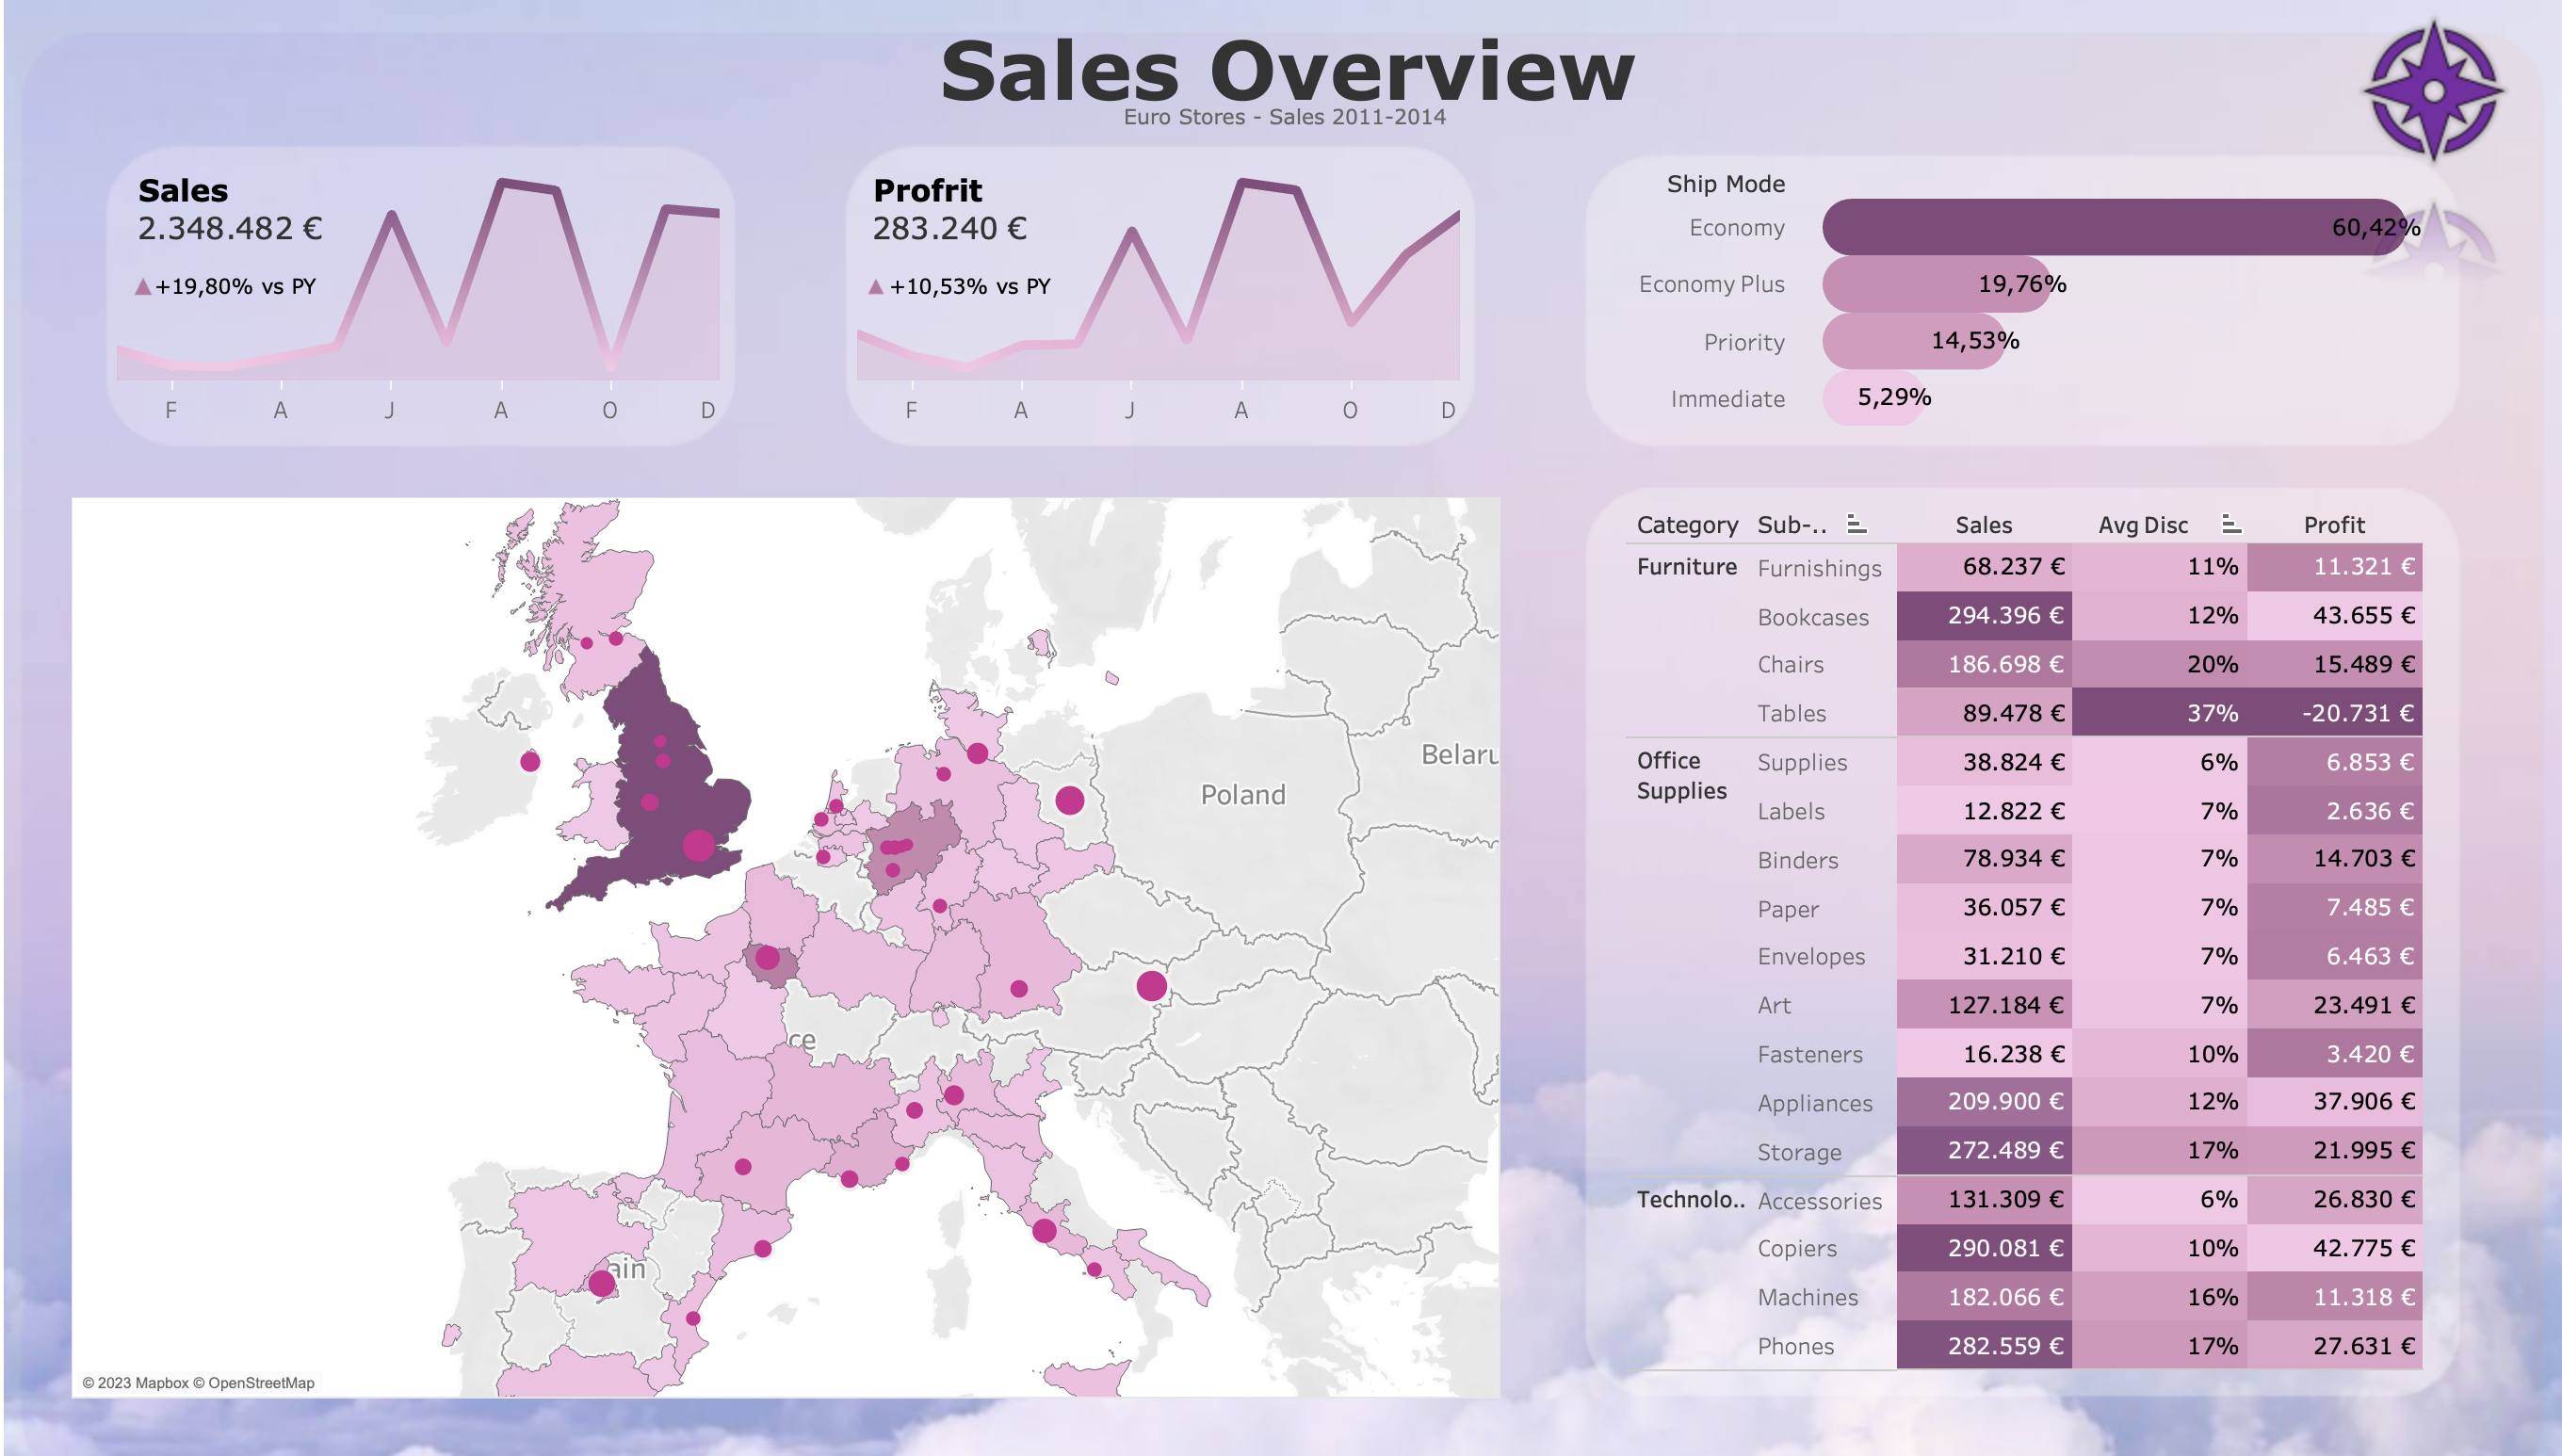 Sales Overview
Euro Stores - Sales 2011-2014
Sales
2.348.482 €
▲+19,80% vs PY
F A J A O D
Profrit
283.240 €
▲+10,53% vs PY
F A J A O D
Ship Mode
Economy 60,42%
Economy Plus 19,76%
Priority 14,53%
Immediate 5,29%
Belaru
Poland
ce
ain
© 2023 Mapbox © OpenStreetMap
Category Sub-.. Sales Avg Disc Profit
Furniture Furnishings 68.237 € 11% 11.321 €
Bookcases 294.396 € 12% 43.655 €
Chairs 186.698 € 20% 15.489 €
Tables 89.478 € 37% -20.731 €
Office Supplies Supplies 38.824 € 6% 6.853 €
Labels 12.822 € 7% 2.636 €
Binders 78.934 € 7% 14.703 €
Paper 36.057 € 7% 7.485 €
Envelopes 31.210 € 7% 6.463 €
Art 127.184 € 7% 23.491 €
Fasteners 16.238 € 10% 3.420 €
Appliances 209.900 € 12% 37.906 €
Storage 272.489 € 17% 21.995 €
Technolo.. Accessories 131.309 € 6% 26.830 €
Copiers 290.081 € 10% 42.775 €
Machines 182.066 € 16% 11.318 €
Phones 282.559 € 17% 27.631 €